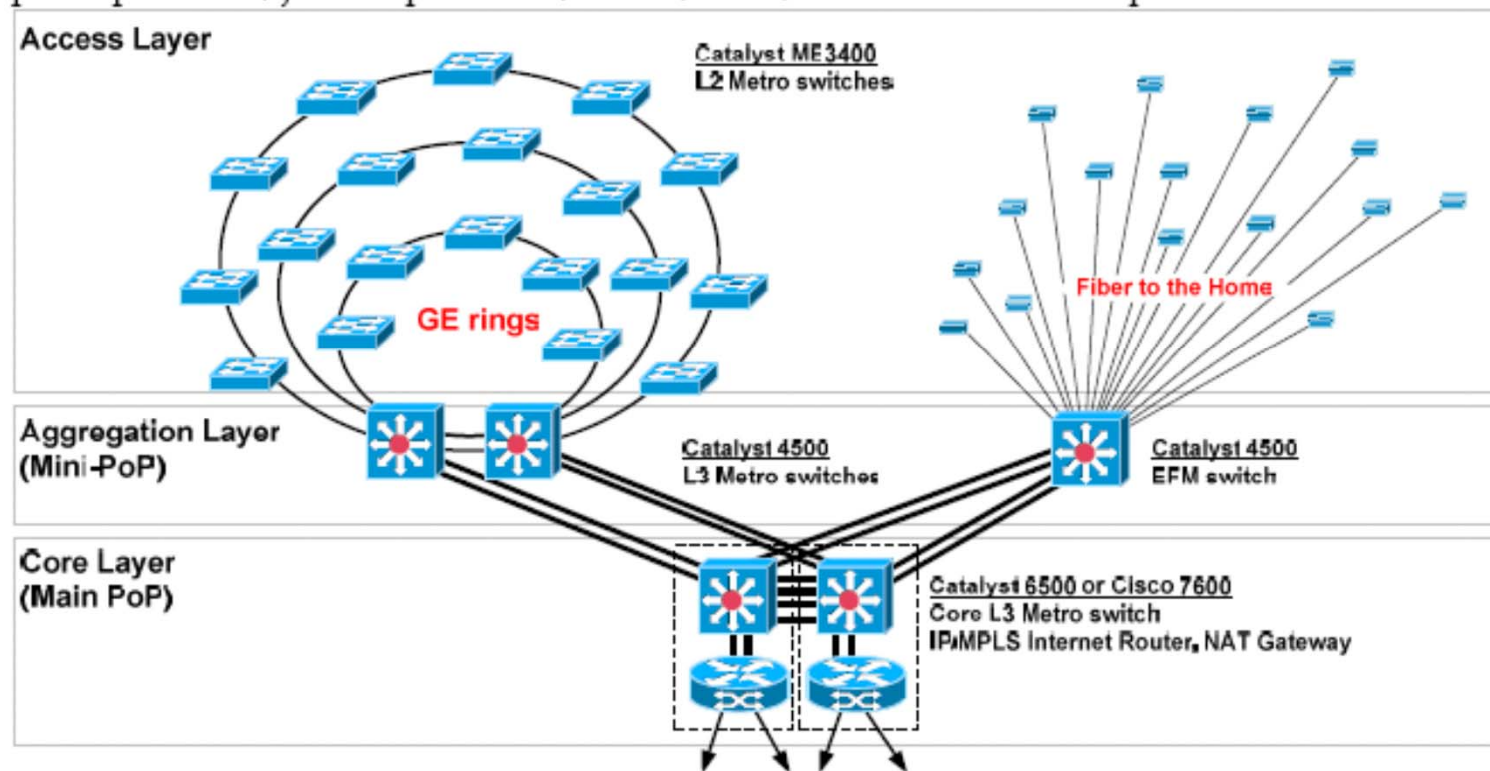 Access Layer
Catalyst ME3400
L2 Metro switches
GE rings
Fiber to the Home
Aggregation Layer
(Mini-PoP)
Catalyst 4500
L3 Metro switches
Catalyst 4500
EFM switch
Core Layer
(Main PoP)
Catalyst 6500 or Cisco 7600
Core L3 Metro switch
IP/MPLS Internet Router, NAT Gateway